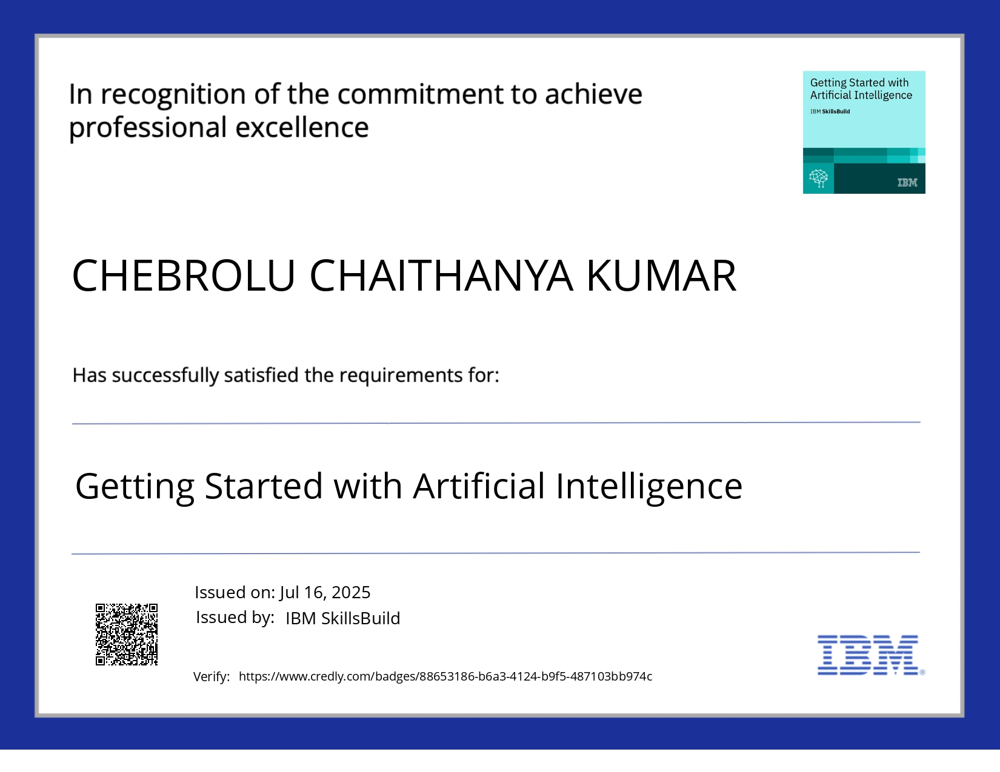 In recognition of the commitment to achieve
professional excellence
Getting Started with
Artificial Intelligence
IBM SkillsBuild
IBM
CHEBROLU CHAITHANYA KUMAR
Has successfully satisfied the requirements for:
Getting Started with Artificial Intelligence
Issued on: Jul 16, 2025
Issued by: IBM SkillsBuild
Verify: https://www.credly.com/badges/88653186-b6a3-4124-b9f5-487103bb974c
IBM®